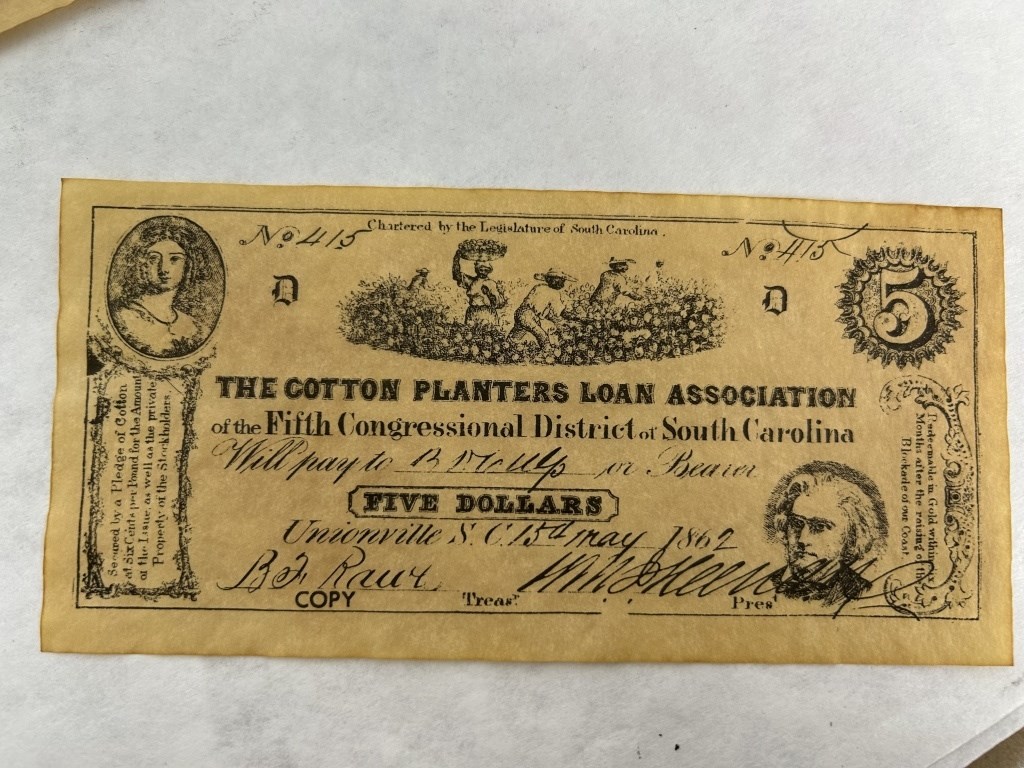 No 415
Chartered by the Legislature of South Carolina.
No 415
D
D
5
THE COTTON PLANTERS LOAN ASSOCIATION
of the Fifth Congressional District of South Carolina
Will pay to or Bearer
FIVE DOLLARS
Unionville S. C. 15th may 1862
COPY
Treasr
Pres
Secured by a Pledge of Cotton
at Six Cents per Pound for the Amount
of the Issue, as well as the private
Property of the Stockholders.
Redeemable in Gold within six
Months after the raising of the
Blockade of our Coast